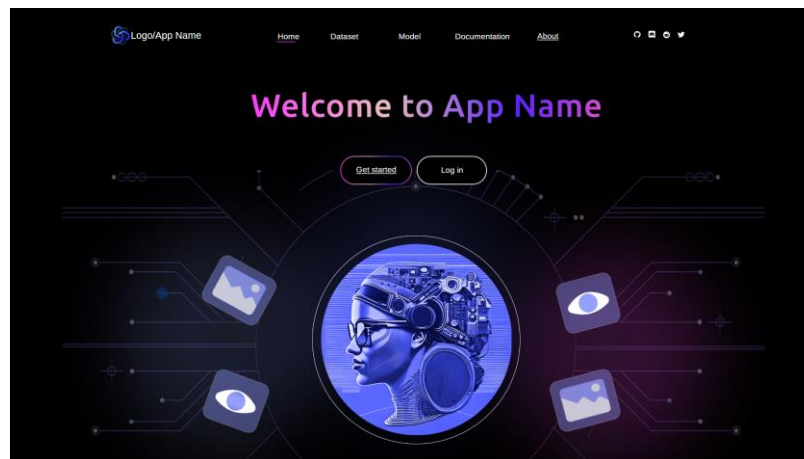 Logo/App Name Home Dataset Model Documentation About
Welcome to App Name
Get started Log in